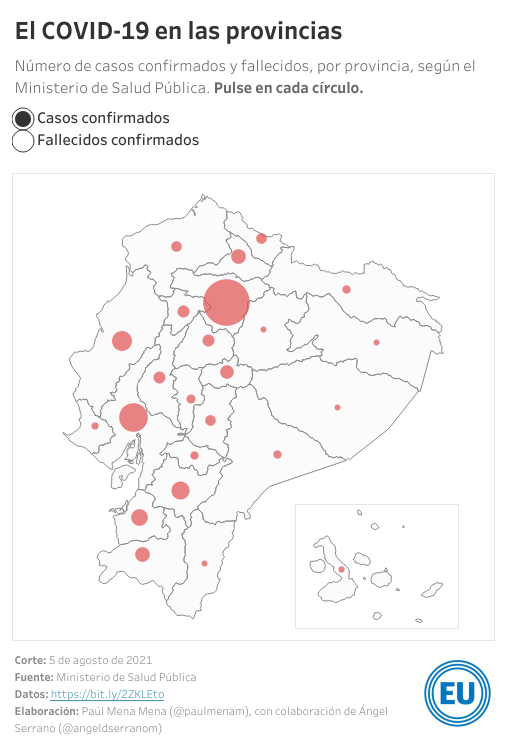 El COVID-19 en las provincias
Número de casos confirmados y fallecidos, por provincia, según el
Ministerio de Salud Pública. Pulse en cada círculo.
Casos confirmados
Fallecidos confirmados
Corte: 5 de agosto de 2021
Fuente: Ministerio de Salud Pública
Datos: https://bit.ly/2ZKLEto
Elaboración: Paúl Mena Mena (@paulmenam), con colaboración de Ángel
Serrano (@angeldserranom)
EU